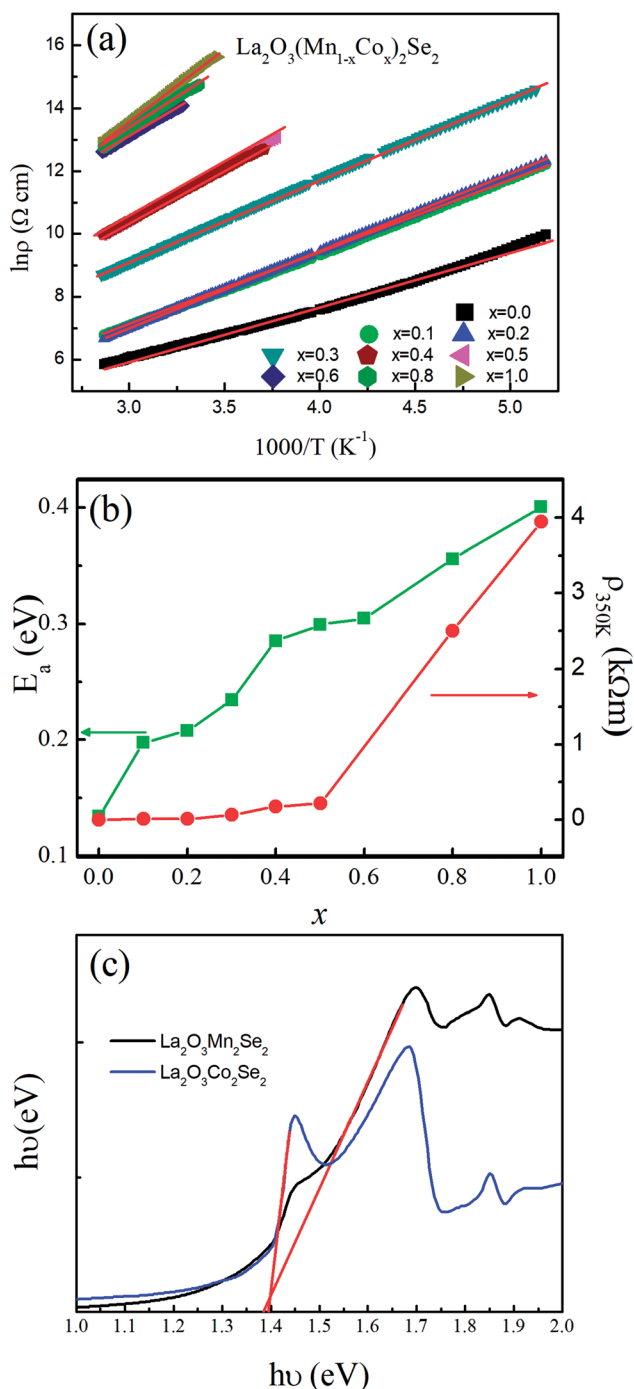 (a)
La₂O₃(Mn₁₋ₓCoₓ)₂Se₂
16
14
12
10
8
6
lnρ (Ω cm)
x=0.0
x=0.1
x=0.2
x=0.3
x=0.4
x=0.5
x=0.6
x=0.8
x=1.0
3.0 3.5 4.0 4.5 5.0
1000/T (K⁻¹)
(b)
0.4
0.3
0.2
0.1
Eₐ (eV)
4
3
2
1
0
ρ₃₅₀K (kΩm)
0.0 0.2 0.4 0.6 0.8 1.0
x
(c)
La₂O₃Mn₂Se₂
La₂O₃Co₂Se₂
hυ(eV)
1.0 1.1 1.2 1.3 1.4 1.5 1.6 1.7 1.8 1.9 2.0
hυ (eV)